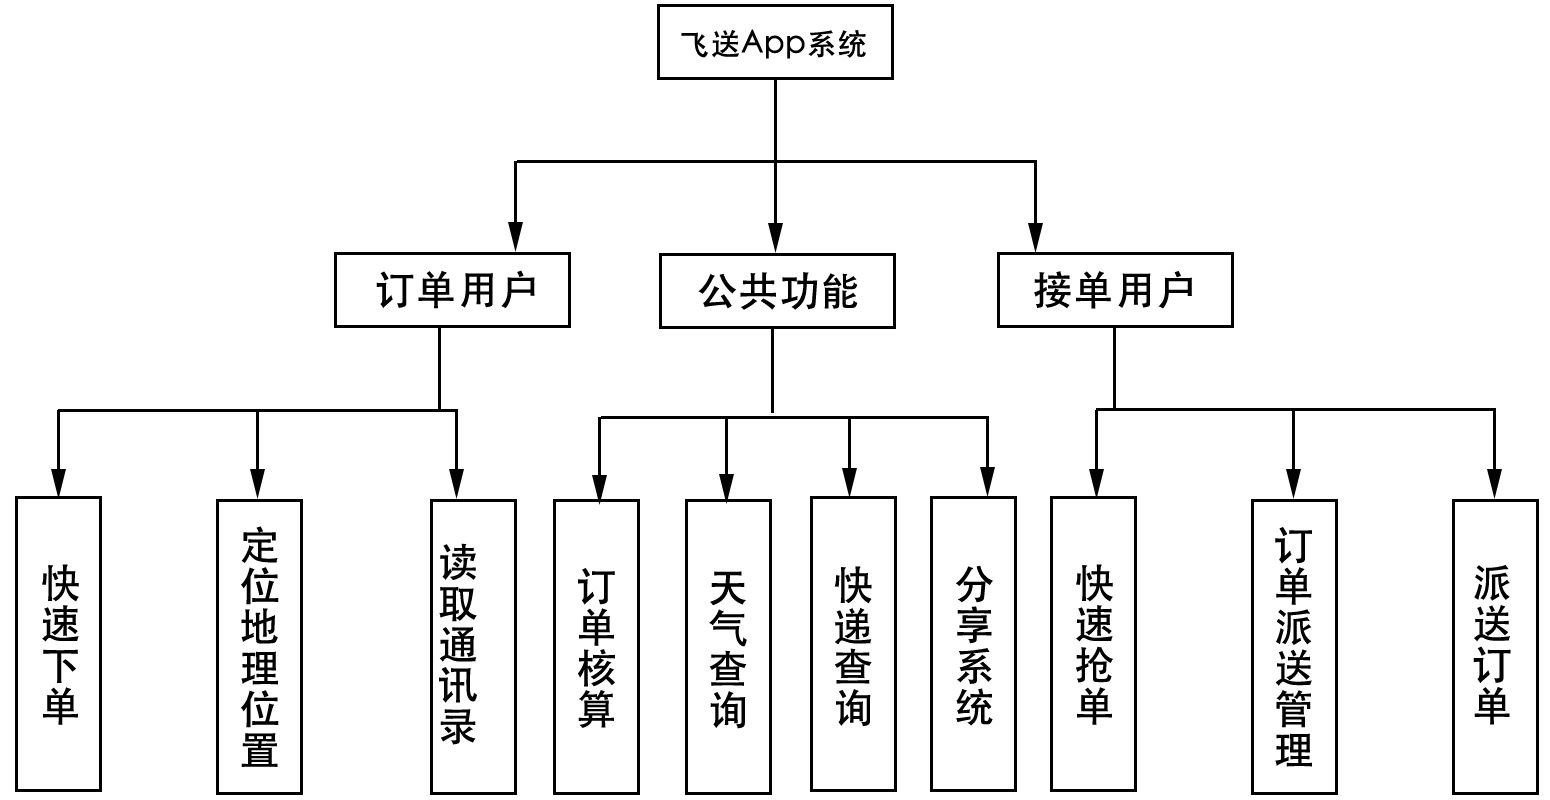 飞送App系统
订单用户
公共功能
接单用户
快速下单
定位地理位置
读取通讯录
订单核算
天气查询
快递查询
分享系统
快速抢单
订单派送管理
派送订单